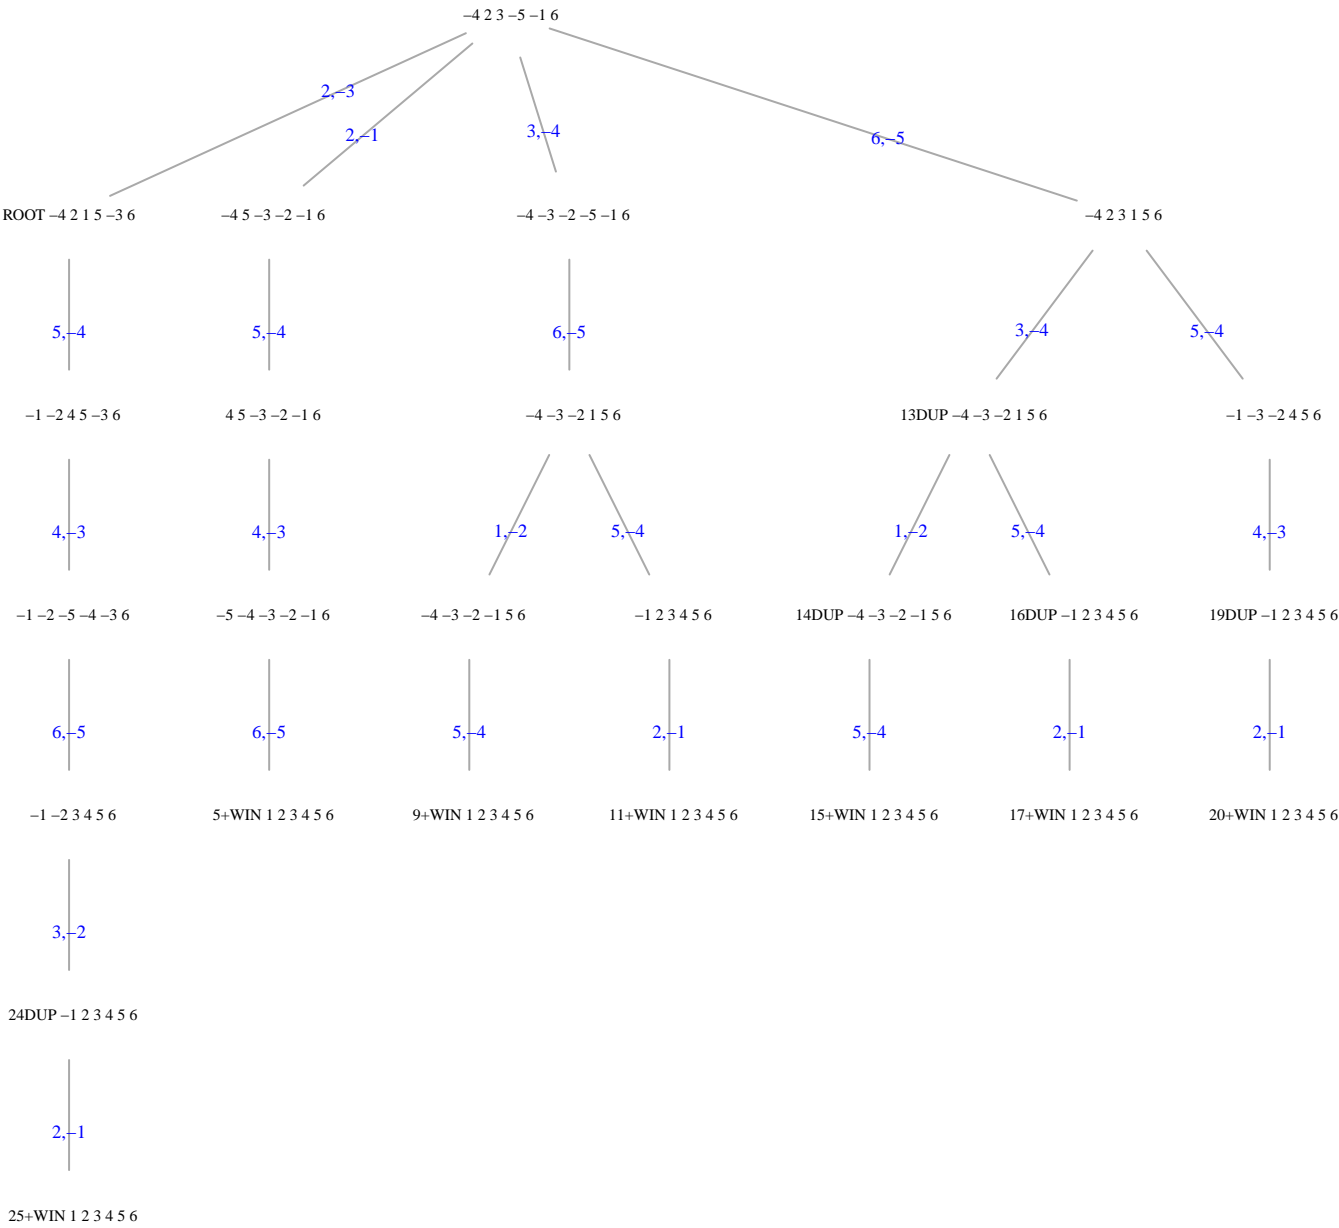 –4 2 3 –5 –1 6
2,–3
2,–1
3,–4
6,–5
ROOT –4 2 1 5 –3 6
–4 5 –3 –2 –1 6
–4 –3 –2 –5 –1 6
–4 2 3 1 5 6
5,–4
5,–4
6,–5
3,–4
5,–4
–1 –2 4 5 –3 6
4 5 –3 –2 –1 6
–4 –3 –2 1 5 6
13DUP –4 –3 –2 1 5 6
–1 –3 –2 4 5 6
4,–3
4,–3
1,–2
5,–4
1,–2
5,–4
4,–3
–1 –2 –5 –4 –3 6
–5 –4 –3 –2 –1 6
–4 –3 –2 –1 5 6
–1 2 3 4 5 6
14DUP –4 –3 –2 –1 5 6
16DUP –1 2 3 4 5 6
19DUP –1 2 3 4 5 6
6,–5
6,–5
5,–4
2,–1
5,–4
2,–1
2,–1
–1 –2 3 4 5 6
5+WIN 1 2 3 4 5 6
9+WIN 1 2 3 4 5 6
11+WIN 1 2 3 4 5 6
15+WIN 1 2 3 4 5 6
17+WIN 1 2 3 4 5 6
20+WIN 1 2 3 4 5 6
3,–2
24DUP –1 2 3 4 5 6
2,–1
25+WIN 1 2 3 4 5 6